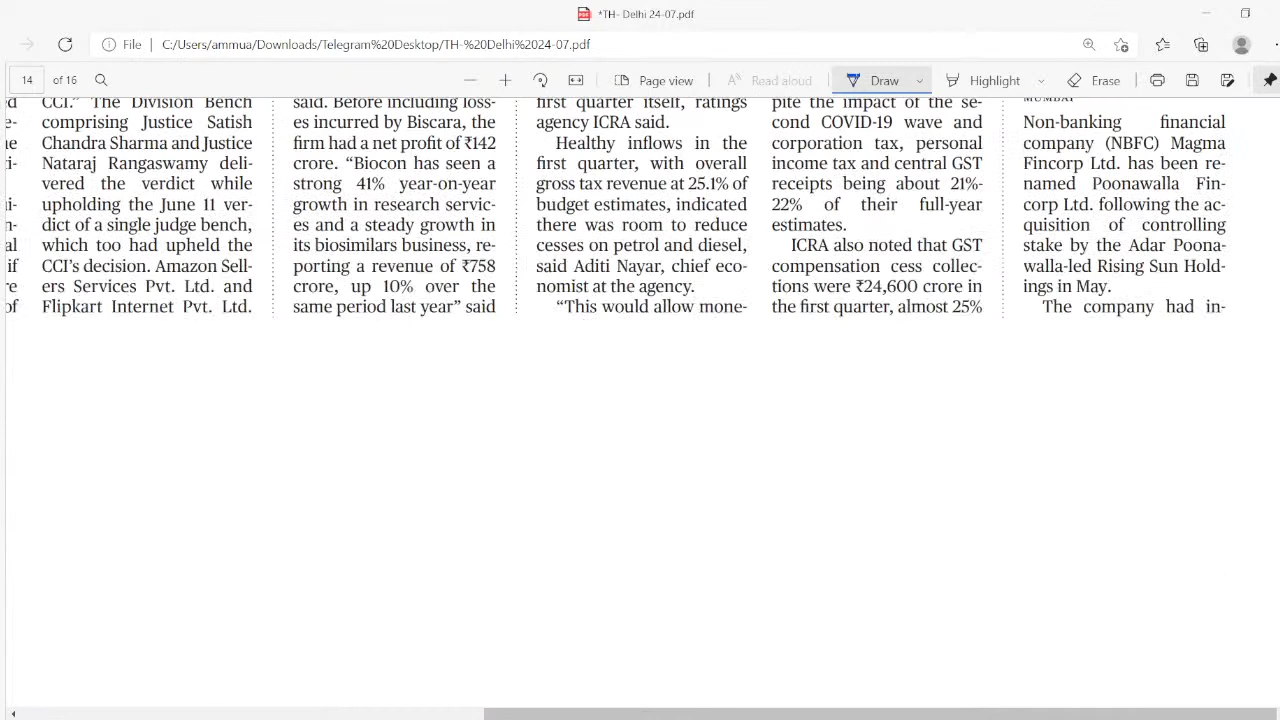 *TH- Delhi 24-07.pdf
File
C:/Users/ammua/Downloads/Telegram%20Desktop/TH-%20Delhi%2024-07.pdf
14 of 16
Page view
Read aloud
Draw
Highlight
Erase
d
e-
e
i-
i-
n-
al
if
re
of
CCI." The Division Bench
comprising Justice Satish
Chandra Sharma and Justice
Nataraj Rangaswamy deli-
vered the verdict while
upholding the June 11 ver-
dict of a single judge bench,
which too had upheld the
CCI's decision. Amazon Sell-
ers Services Pvt. Ltd. and
Flipkart Internet Pvt. Ltd.
said. Before including loss-
es incurred by Biscara, the
firm had a net profit of ₹142
crore. “Biocon has seen a
strong 41% year-on-year
growth in research servic-
es and a steady growth in
its biosimilars business, re-
porting a revenue of ₹758
crore, up 10% over the
same period last year” said
first quarter itself, ratings
agency ICRA said.
Healthy inflows in the
first quarter, with overall
gross tax revenue at 25.1% of
budget estimates, indicated
there was room to reduce
cesses on petrol and diesel,
said Aditi Nayar, chief eco-
nomist at the agency.
“This would allow mone-
pite the impact of the se-
cond COVID-19 wave and
corporation tax, personal
income tax and central GST
receipts being about 21%-
22% of their full-year
estimates.
ICRA also noted that GST
compensation cess collec-
tions were ₹24,600 crore in
the first quarter, almost 25%
MUMBAI
Non-banking financial
company (NBFC) Magma
Fincorp Ltd. has been re-
named Poonawalla Fin-
corp Ltd. following the ac-
quisition of controlling
stake by the Adar Poona-
walla-led Rising Sun Hold-
ings in May.
The company had in-